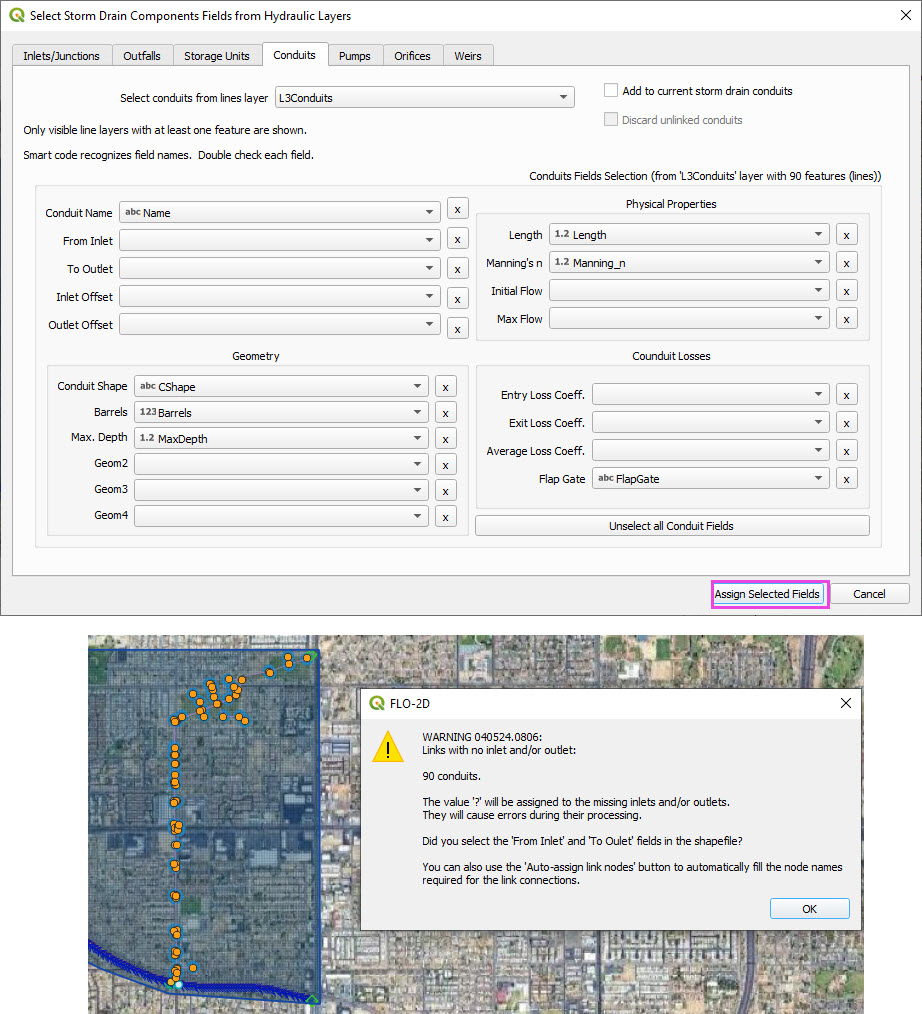 Select Storm Drain Components Fields from Hydraulic Layers
Inlets/Junctions
Outfalls
Storage Units
Conduits
Pumps
Orifices
Weirs
Select conduits from lines layer
L3Conduits
Add to current storm drain conduits
Discard unlinked conduits
Only visible line layers with at least one feature are shown.
Smart code recognizes field names.  Double check each field.
Conduits Fields Selection (from 'L3Conduits' layer with 90 features (lines))
Conduit Name
abc Name
x
From Inlet
x
To Outlet
x
Inlet Offset
x
Outlet Offset
x
Physical Properties
Length
1.2 Length
x
Manning's n
1.2 Manning_n
x
Initial Flow
x
Max Flow
x
Geometry
Conduit Shape
abc CShape
x
Barrels
123 Barrels
x
Max. Depth
1.2 MaxDepth
x
Geom2
x
Geom3
x
Geom4
x
Counduit Losses
Entry Loss Coeff.
x
Exit Loss Coeff.
x
Average Loss Coeff.
x
Flap Gate
abc FlapGate
x
Unselect all Conduit Fields
Assign Selected Fields
Cancel
FLO-2D
WARNING 040524.0806:
Links with no inlet and/or outlet:
90 conduits.
The value '?' will be assigned to the missing inlets and/or outlets.
They will cause errors during their processing.
Did you select the 'From Inlet' and 'To Oulet' fields in the shapefile?
You can also use the 'Auto-assign link nodes' button to automatically fill the node names
required for the link connections.
OK